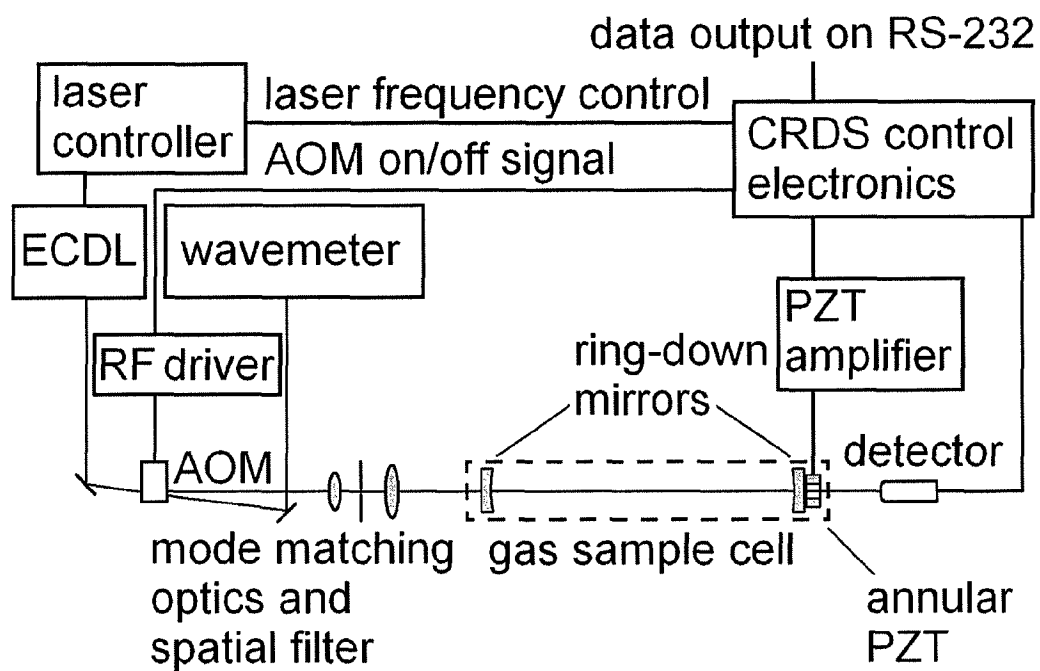 data output on RS-232
laser
controller
laser frequency control
AOM on/off signal
CRDS control
electronics
ECDL
wavemeter
PZT
amplifier
RF driver
ring-down
mirrors
AOM
detector
mode matching
optics and
spatial filter
gas sample cell
annular
PZT